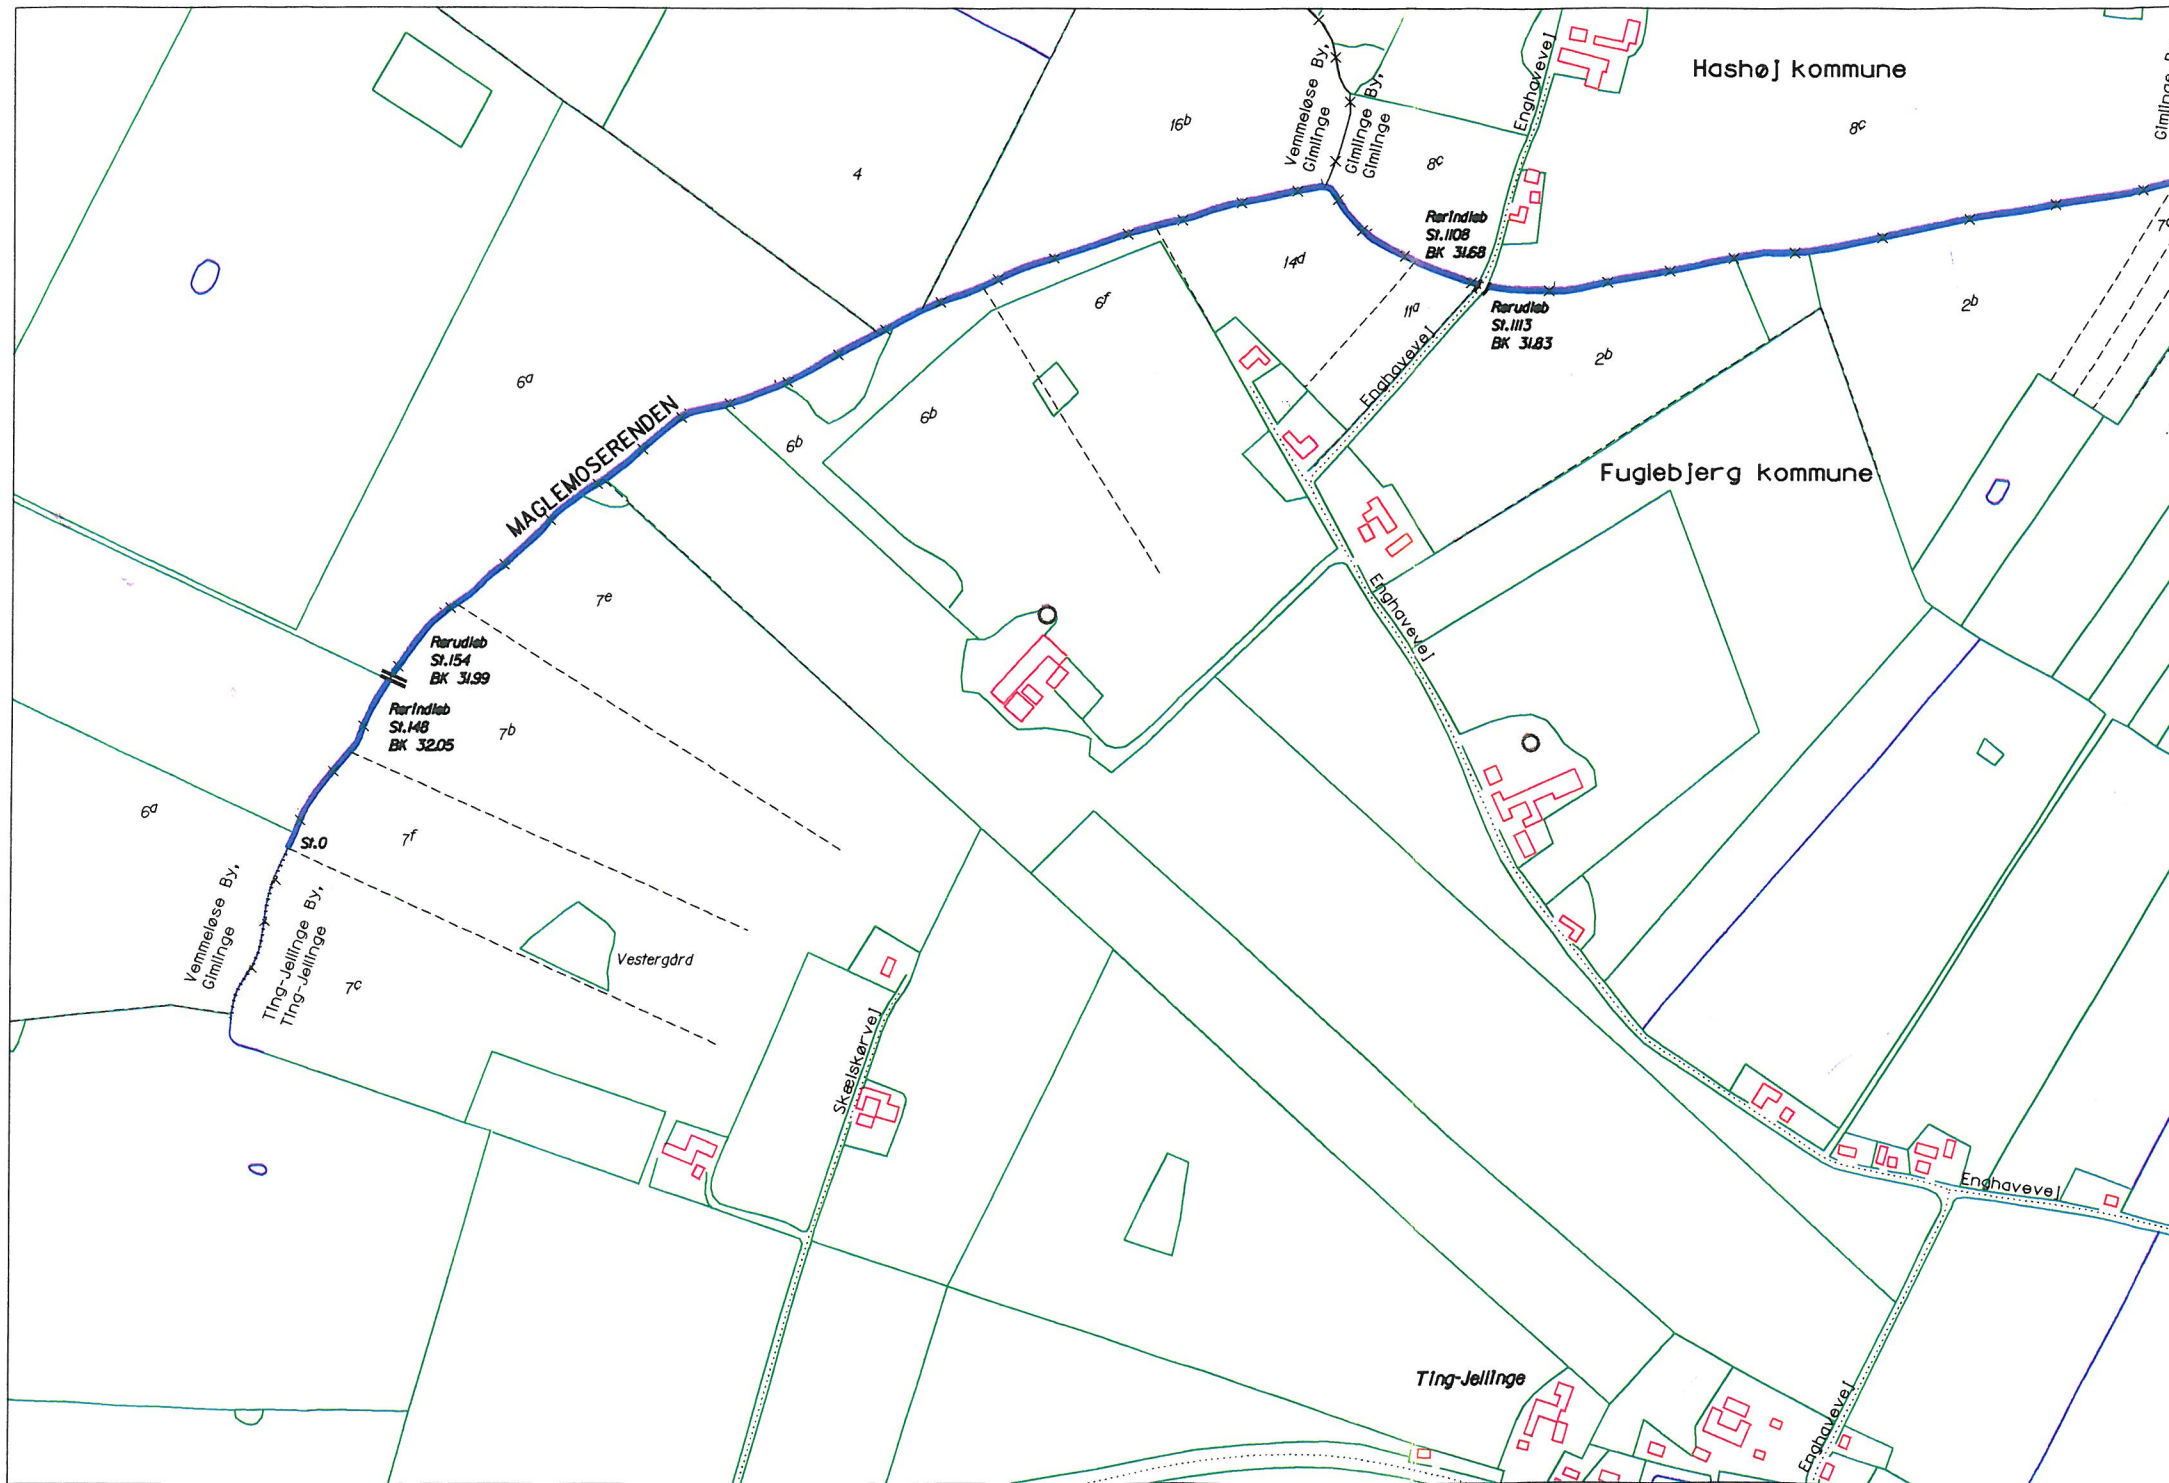 Hashøj kommune
Enghavevej
Vemmeløse By,
Gimlinge
Gimlinge By,
Gimlinge
16b
8c
8c
4
Rørindløb
St.1108
BK 31.68
14d
6f
11a
Rørudløb
St.1113
BK 31.83
2b
2b
Enghavevej
6a
6b
6b
MAGLEMOSERENDEN
Fuglebjerg kommune
7e
Enghavevej
Rørudløb
St.154
BK 31.99
Rørindløb
St.148
BK 32.05
7b
6a
7f
St.0
Vemmeløse By,
Gimlinge
Ting-Jellinge By,
Ting-Jellinge
7c
Vestergård
Skælskørvej
Enghavevej
Ting-Jellinge
Enghavevej